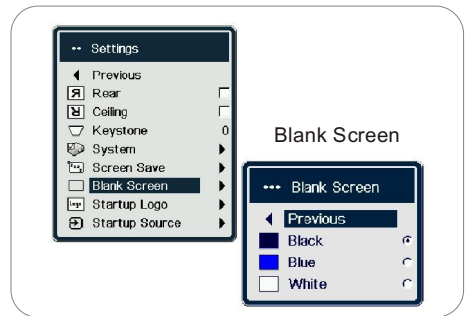 •• Settings
Previous
Rear
Ceiling
Keystone 0
System
Screen Save
Blank Screen
Startup Logo
Startup Source
Blank Screen
••• Blank Screen
Previous
Black
Blue
White